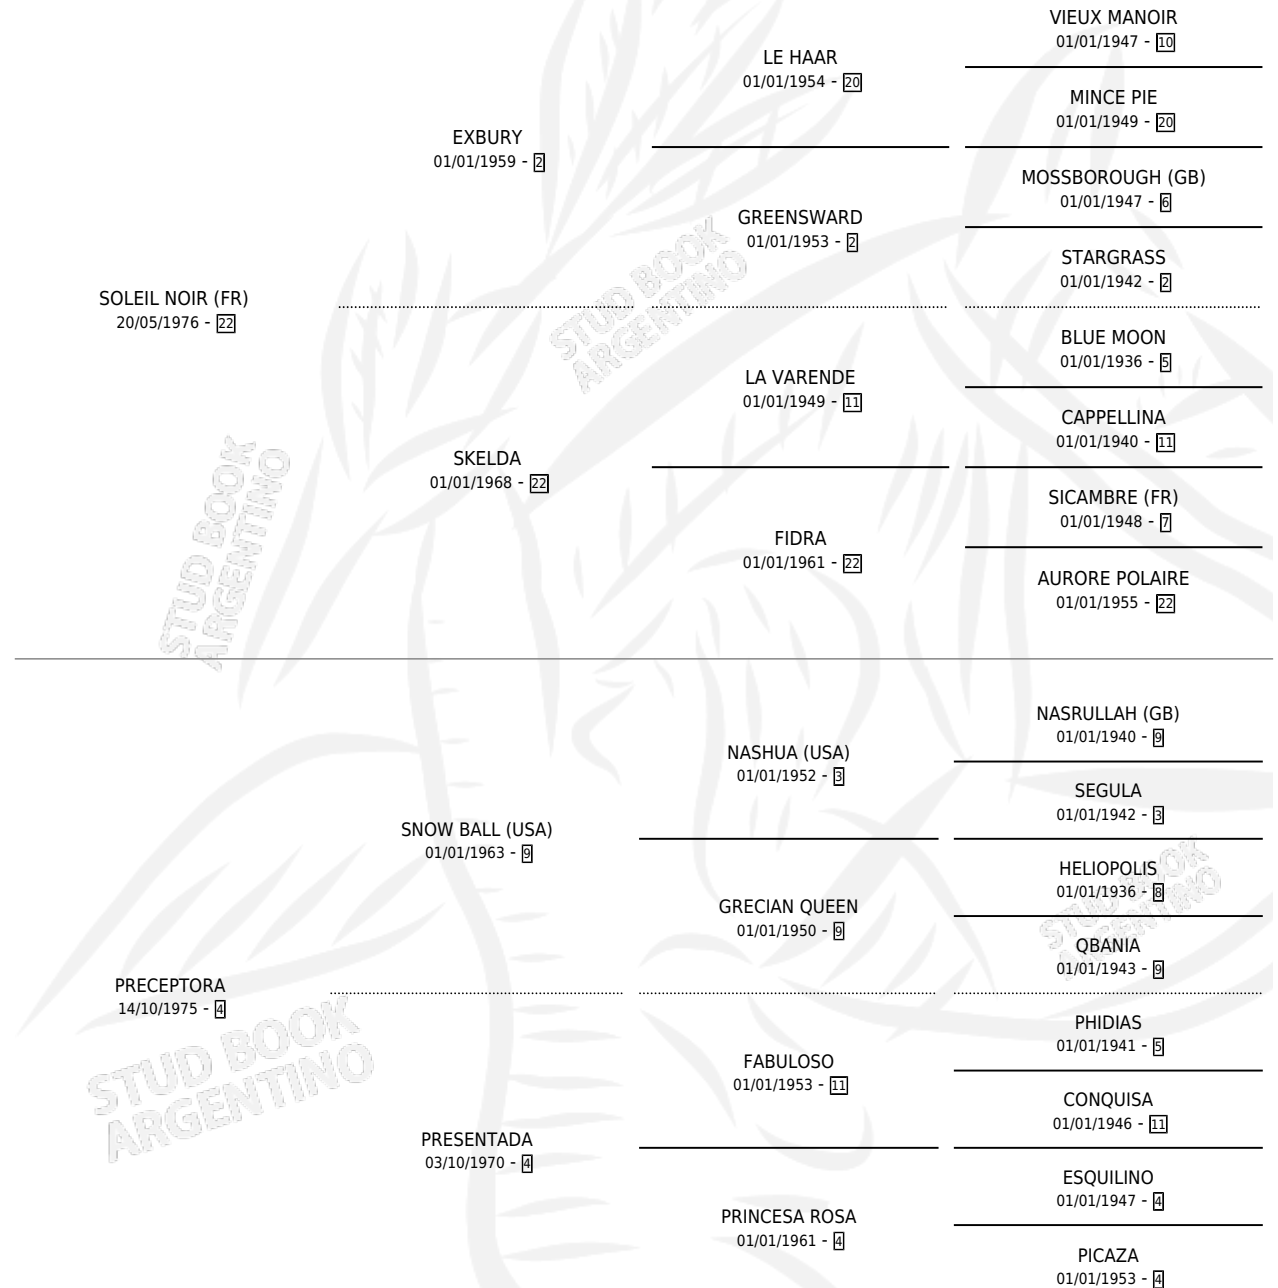 VIEUX MANOIR
01/01/1947 - 10
LE HAAR
01/01/1954 - 20
MINCE PIE
01/01/1949 - 20
EXBURY
01/01/1959 - 2
MOSSBOROUGH (GB)
01/01/1947 - 6
GREENSWARD
01/01/1953 - 2
STARGRASS
01/01/1942 - 2
SOLEIL NOIR (FR)
20/05/1976 - 22
STUD BOOK
ARGENTINO
BLUE MOON
01/01/1936 - 5
LA VARENDE
01/01/1949 - 11
CAPPELLINA
01/01/1940 - 11
SKELDA
01/01/1968 - 22
SICAMBRE (FR)
01/01/1948 - 7
FIDRA
01/01/1961 - 22
AURORE POLAIRE
01/01/1955 - 22
STUD BOOK
ARGENTINO
NASRULLAH (GB)
01/01/1940 - 9
NASHUA (USA)
01/01/1952 - 3
SEGULA
01/01/1942 - 3
SNOW BALL (USA)
01/01/1963 - 9
HELIOPOLIS
01/01/1936 - 8
GRECIAN QUEEN
01/01/1950 - 9
QBANIA
01/01/1943 - 9
STUD BOOK
ARGENTINO
PRECEPTORA
14/10/1975 - 4
STUD BOOK
ARGENTINO
PHIDIAS
01/01/1941 - 5
FABULOSO
01/01/1953 - 11
CONQUISA
01/01/1946 - 11
PRESENTADA
03/10/1970 - 4
ESQUILINO
01/01/1947 - 4
PRINCESA ROSA
01/01/1961 - 4
PICAZA
01/01/1953 - 4